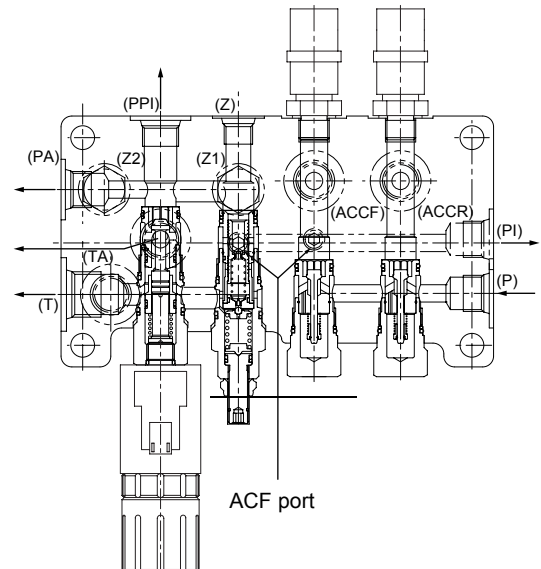 (PPI)
(Z)
(PA)
(Z2)
(Z1)
(ACCF)
(ACCR)
(PI)
(TA)
(T)
(P)
ACF port